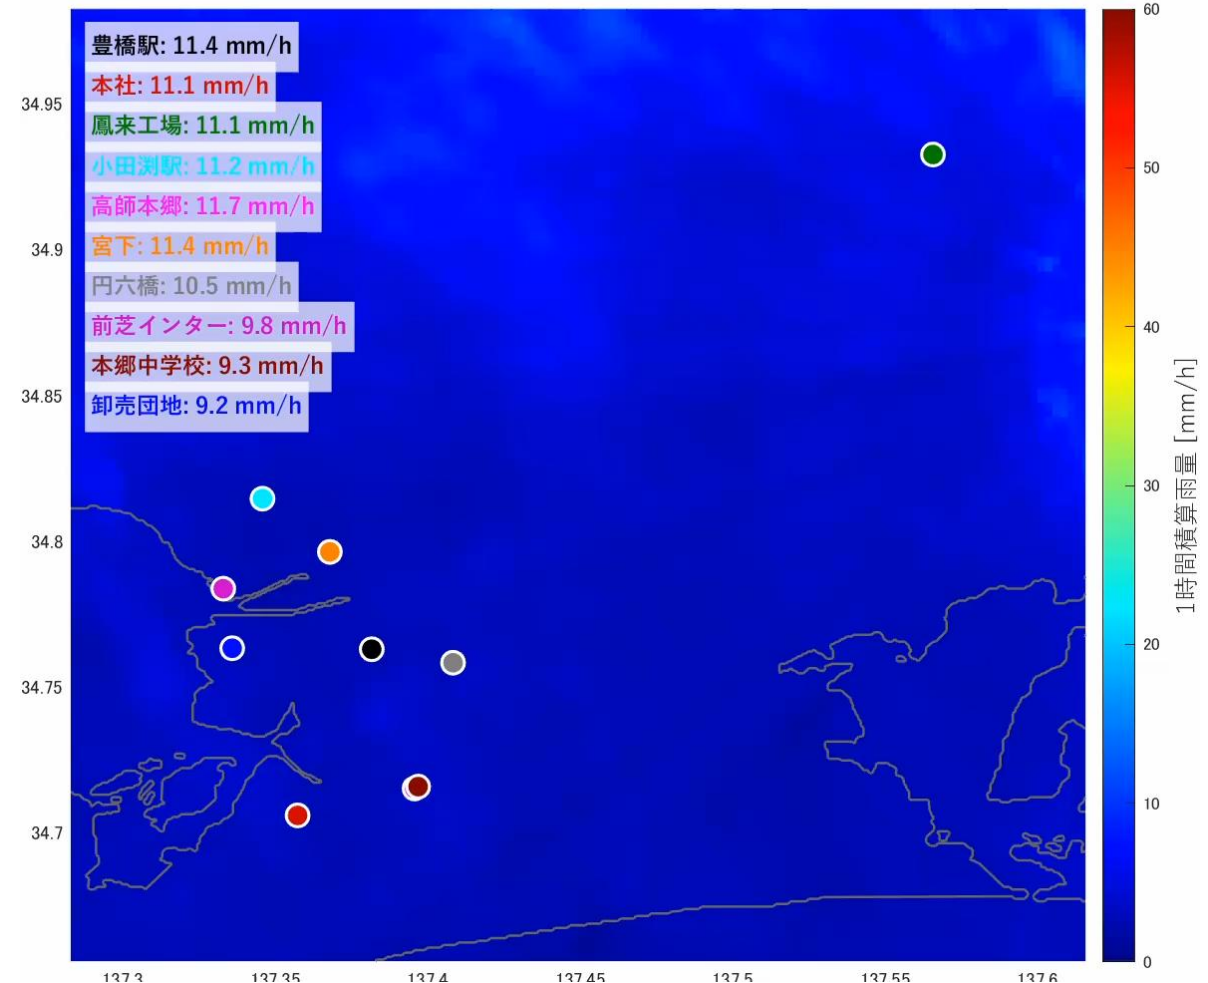 豊橋駅: 11.4 mm/h
本社: 11.1 mm/h
鳳来工場: 11.1 mm/h
小田渕駅: 11.2 mm/h
高師本郷: 11.7 mm/h
宮下: 11.4 mm/h
円六橋: 10.5 mm/h
前芝インター: 9.8 mm/h
本郷中学校: 9.3 mm/h
卸売団地: 9.2 mm/h
34.95
34.9
34.85
34.8
34.75
34.7
137.3
137.35
137.4
137.45
137.5
137.55
137.6
60
50
40
30
20
10
0
1時間積算雨量 [mm/h]